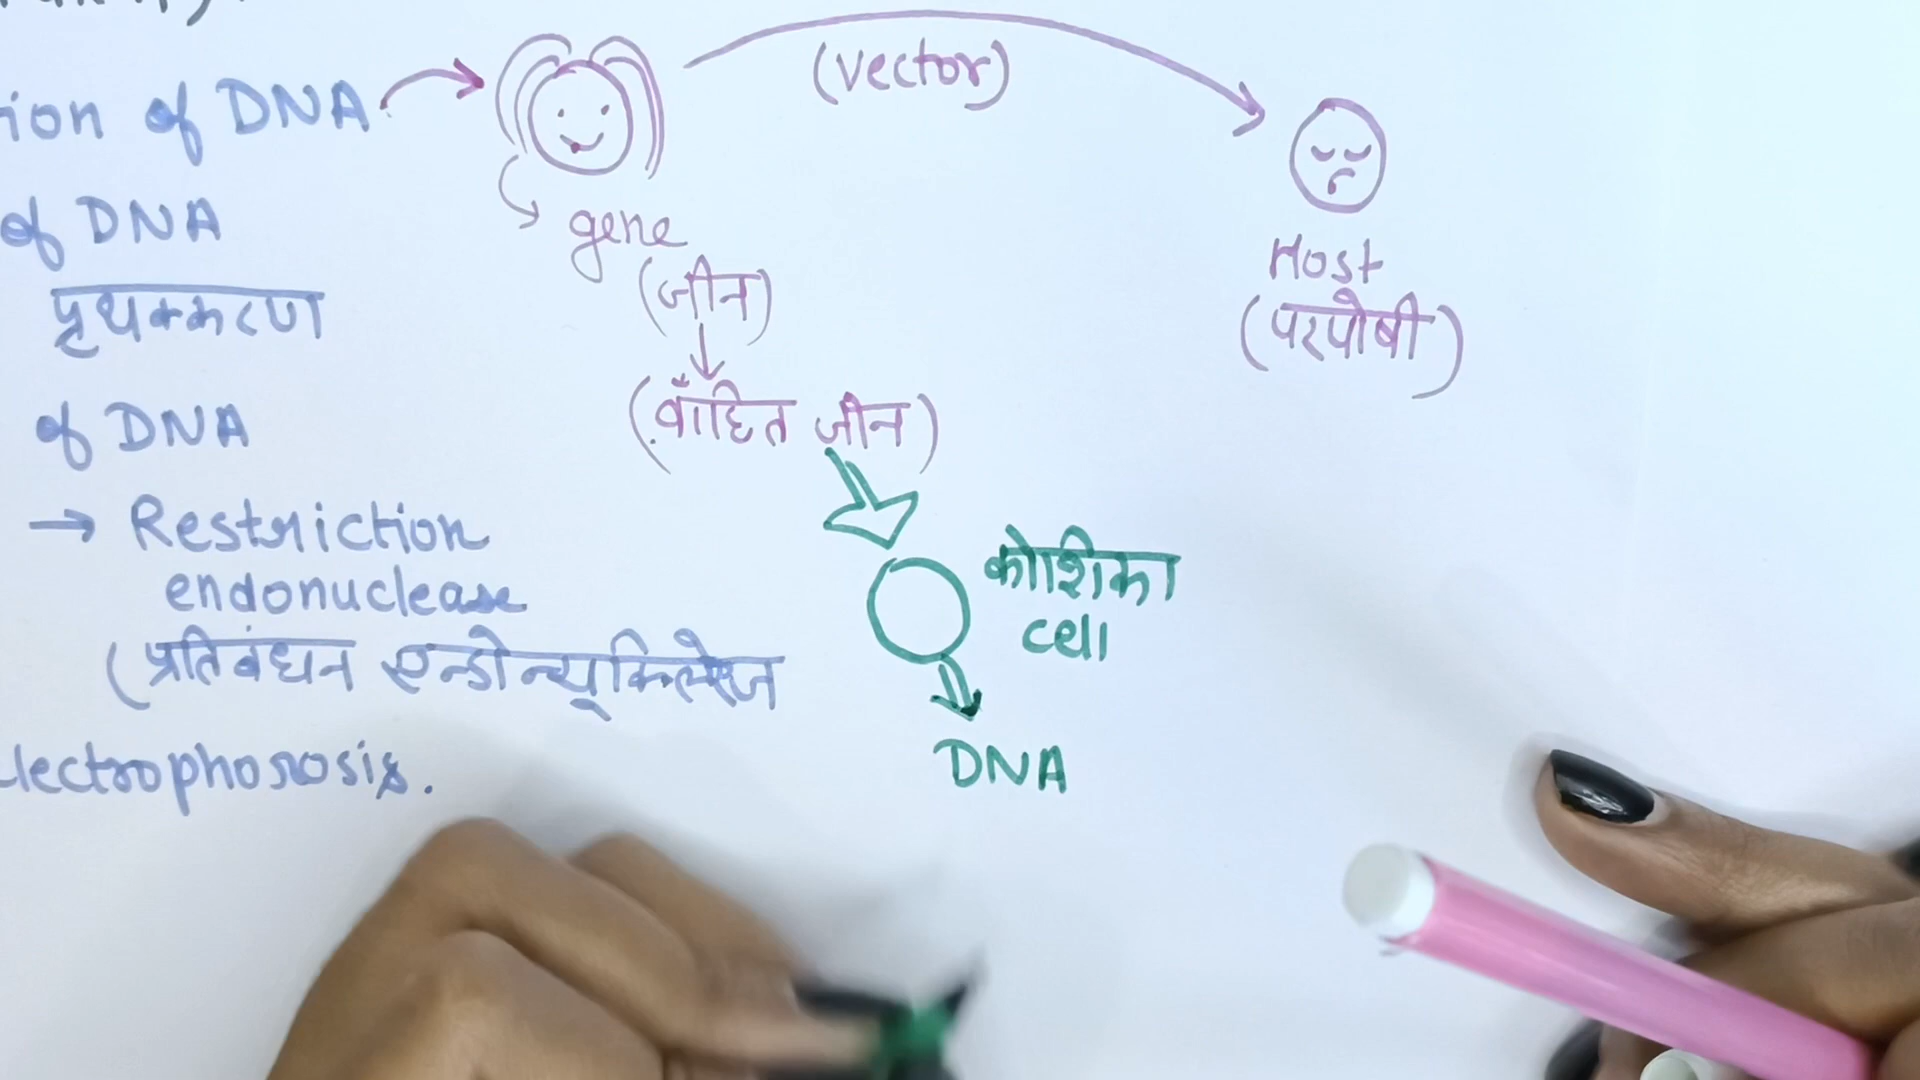 ion of DNA
(vector)
of DNA
gene
Host
पृथक्करण
(जीन)
(परपोषी)
of DNA
(वाँहित जीन)
→ Restriction
endonuclease
कोशिका
cell
(प्रतिबंधन एन्डोन्यूक्लिेएज
DNA
lectrophososis.